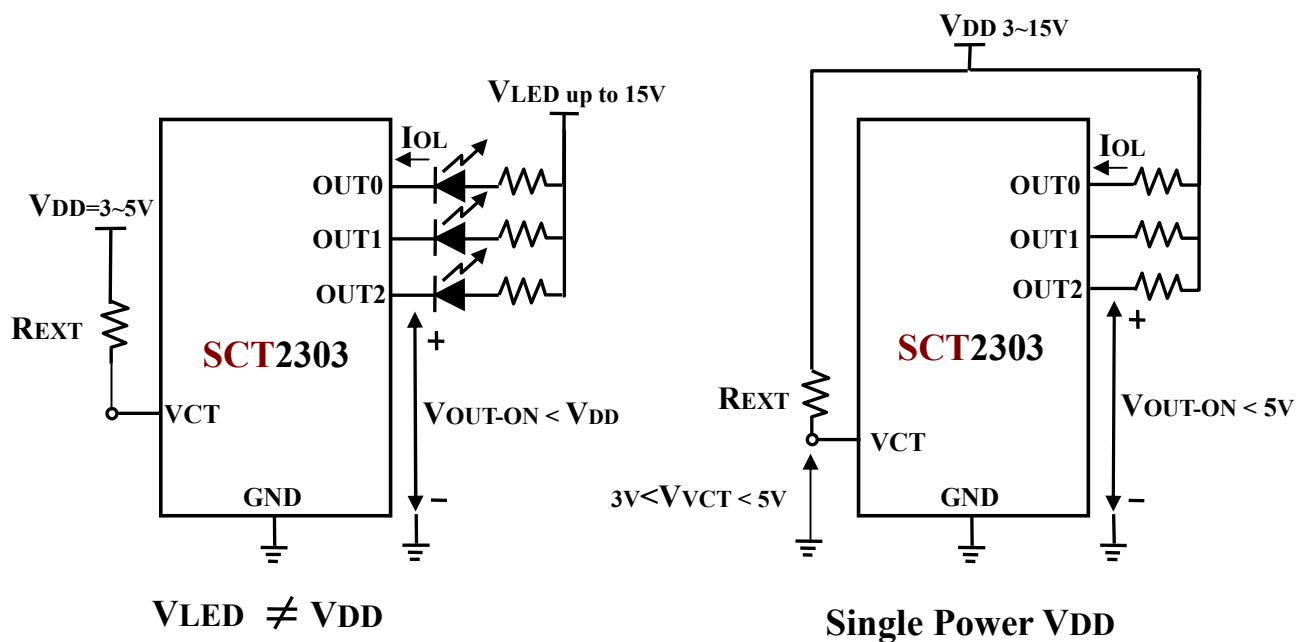 VLED up to 15V
IOL
OUT0
VDD=3~5V
OUT1
OUT2
REXT
+
SCT2303
VCT
VOUT-ON < VDD
GND
−
VLED ≠ VDD
VDD 3~15V
IOL
OUT0
OUT1
OUT2
+
SCT2303
REXT
VOUT-ON < 5V
VCT
3V<VVCT < 5V
GND
−
Single Power VDD